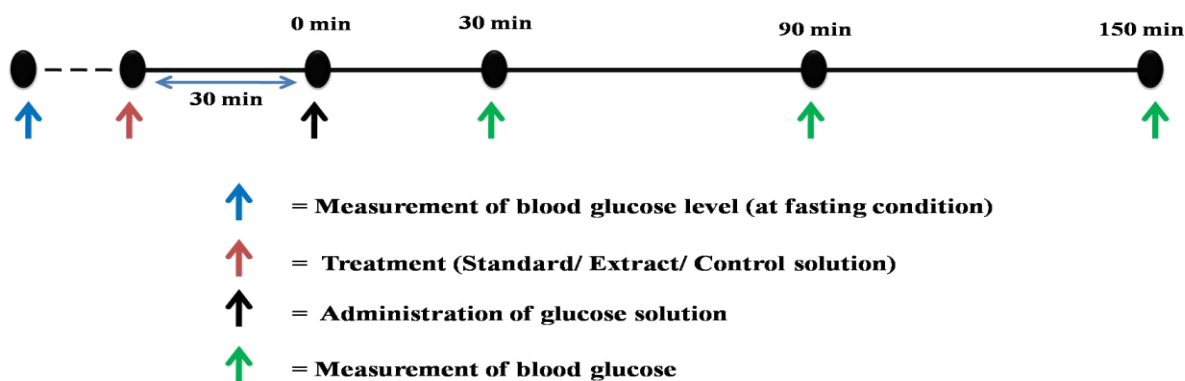 0 min
30 min
90 min
150 min
30 min
= Measurement of blood glucose level (at fasting condition)
= Treatment (Standard/ Extract/ Control solution)
= Administration of glucose solution
= Measurement of blood glucose